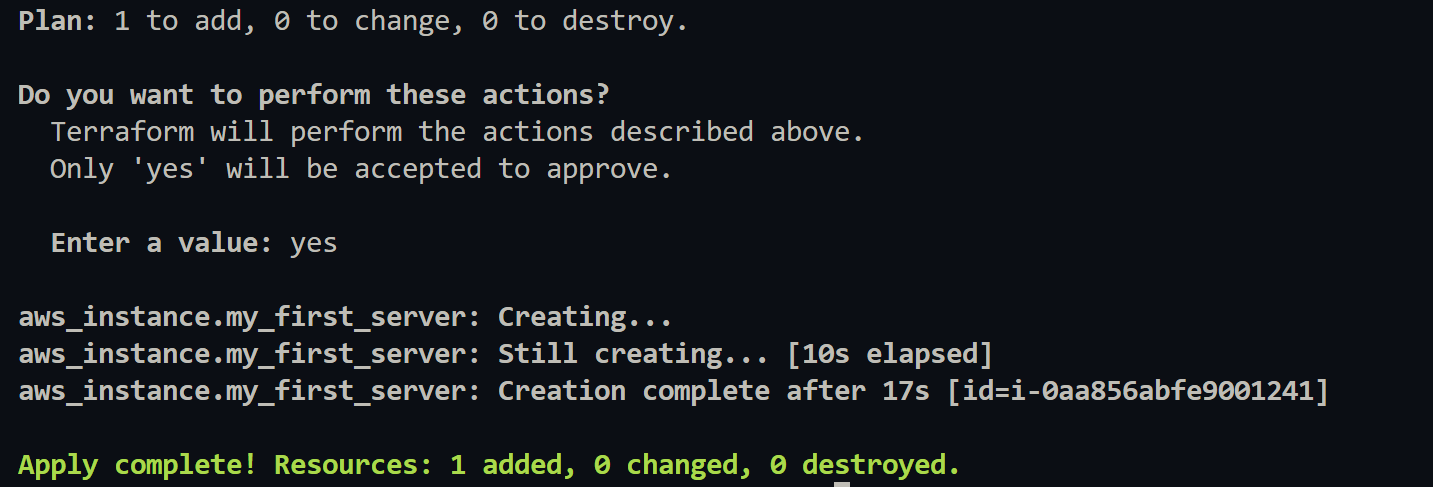 Plan: 1 to add, 0 to change, 0 to destroy.
Do you want to perform these actions?
Terraform will perform the actions described above.
Only 'yes' will be accepted to approve.
Enter a value: yes
aws_instance.my_first_server: Creating...
aws_instance.my_first_server: Still creating... [10s elapsed]
aws_instance.my_first_server: Creation complete after 17s [id=i-0aa856abfe9001241]
Apply complete! Resources: 1 added, 0 changed, 0 destroyed.